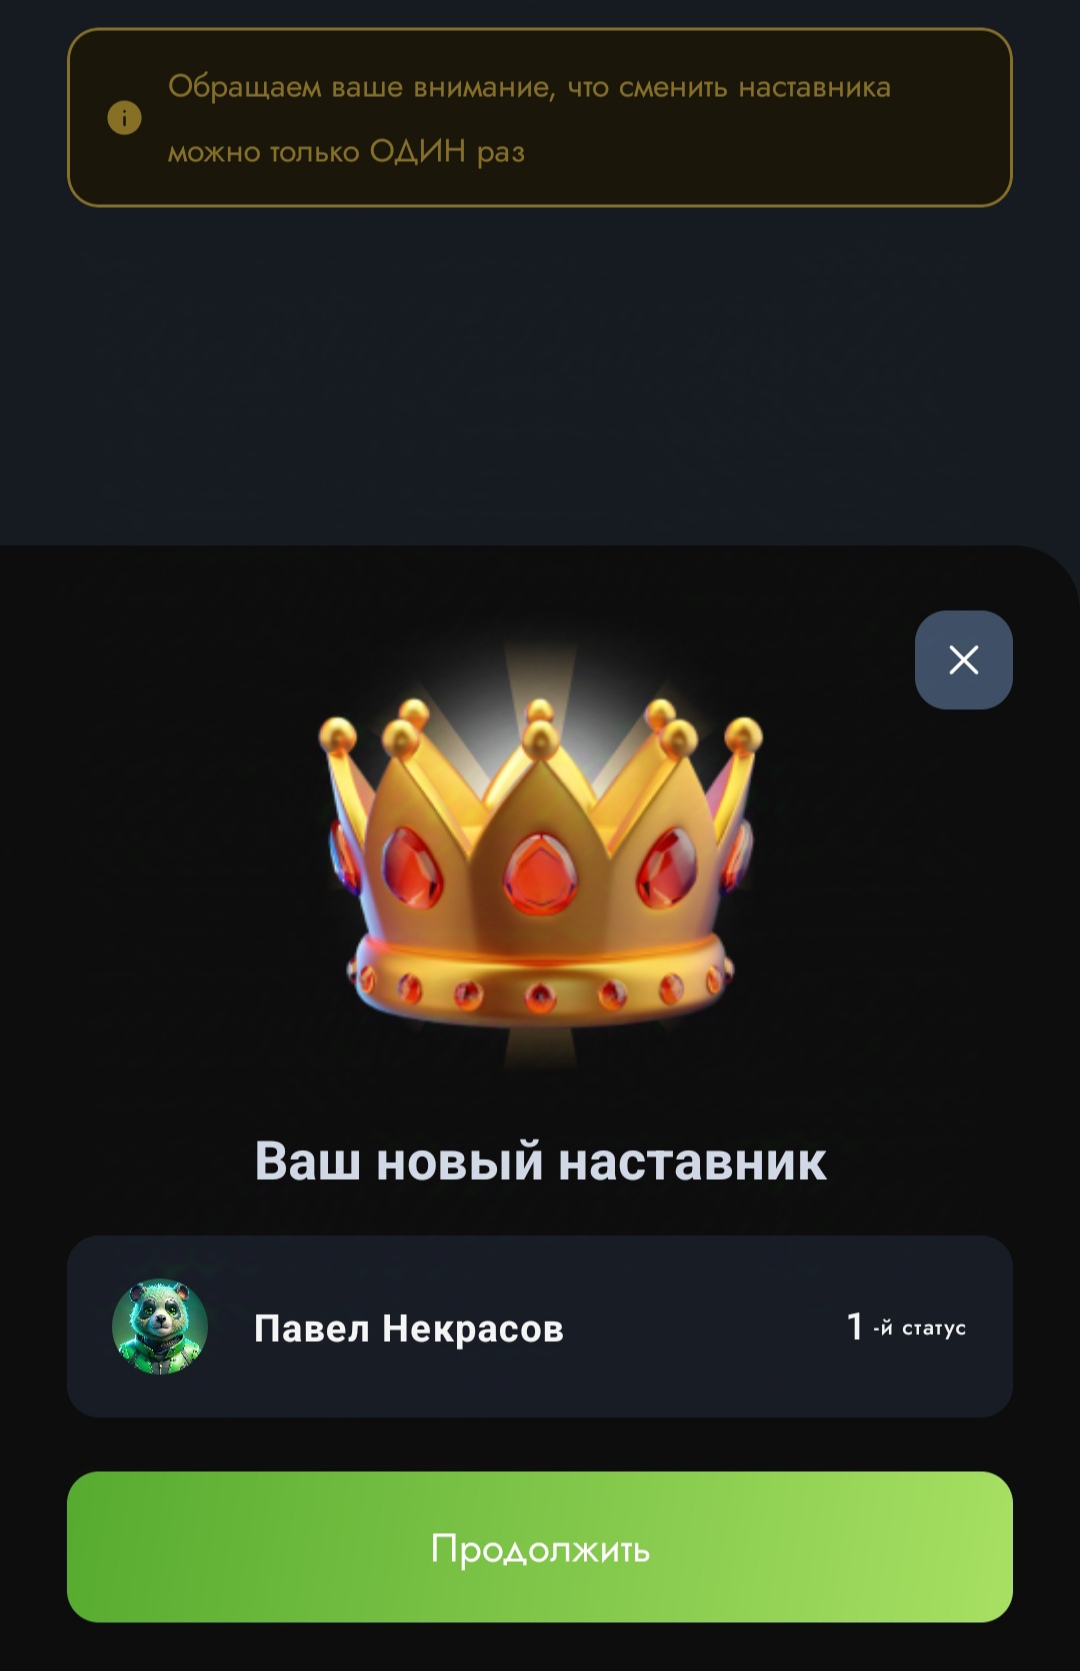 Обращаем ваше внимание, что сменить наставника
можно только ОДИН раз
Ваш новый наставник
Павел Некрасов
1 -й статус
Продолжить